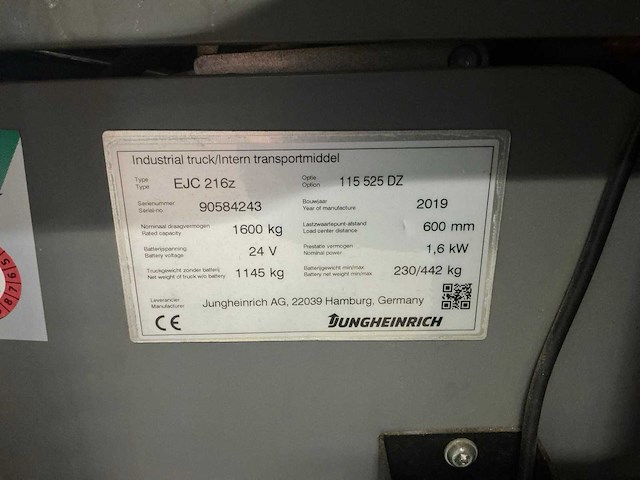 Industrial truck/Intern transportmiddel
Type EJC 216z Optie 115 525 DZ
Type Option
Serienummer 90584243 Bouwjaar 2019
Serial-no. Year of manufacture
Nominaal draagvermogen 1600 kg Lastzwaartepunt-afstand 600 mm
Rated capacity Load center distance
Batterijspanning 24 V Prestatie vermogen 1,6 kW
Battery voltage Nominal power
Truckgewicht zonder batterij 1145 kg Batterijgewicht min/max 230/442 kg
Net weight of truck w/o battery Battery net weight min/max
Leverancier Jungheinrich AG, 22039 Hamburg, Germany
Manufacturer
CE JUNGHEINRICH